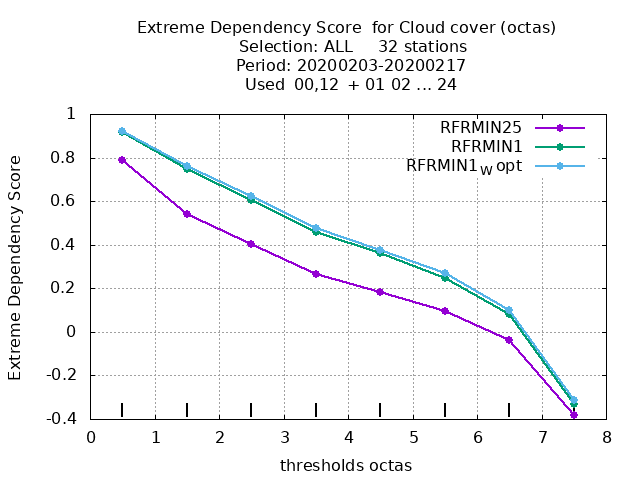 Extreme Dependency Score  for Cloud cover (octas)
Selection: ALL     32 stations
Period: 20200203-20200217
Used  00,12  + 01 02 ... 24
RFRMIN25
RFRMIN1
RFRMIN1W opt
1
0.8
0.6
0.4
0.2
0
-0.2
-0.4
Extreme Dependency Score
0 1 2 3 4 5 6 7 8
thresholds octas